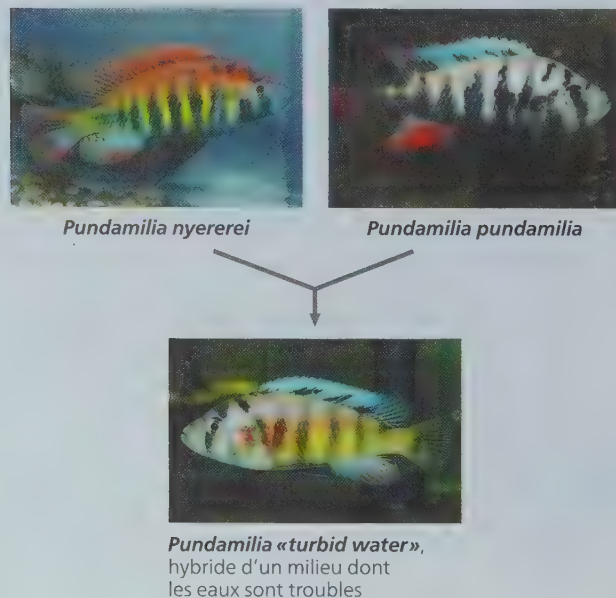 Pundamilia nyererei
Pundamilia pundamilia
Pundamilia «turbid water»,
hybride d'un milieu dont
les eaux sont troubles